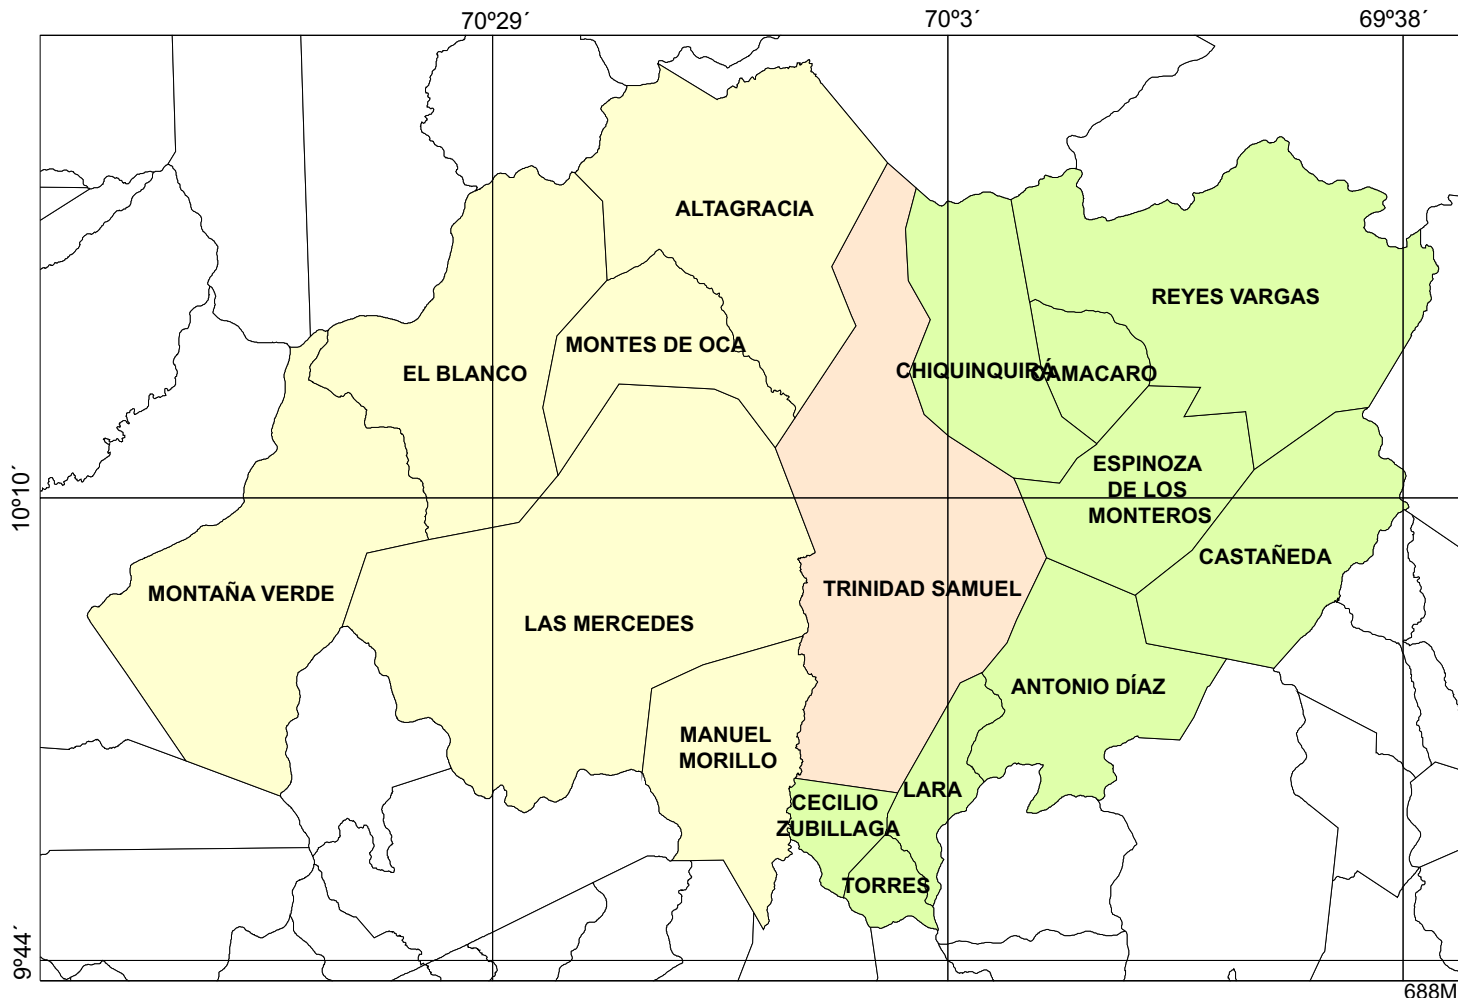 70º29´
70º3´
69º38´
ALTAGRACIA
REYES VARGAS
MONTES DE OCA
EL BLANCO
CHIQUINQUIRÁ
CAMACARO
ESPINOZA
DE LOS
MONTEROS
10º10´
CASTAÑEDA
MONTAÑA VERDE
TRINIDAD SAMUEL
LAS MERCEDES
ANTONIO DÍAZ
MANUEL
MORILLO
LARA
CECILIO
ZUBILLAGA
TORRES
9º44´
688M